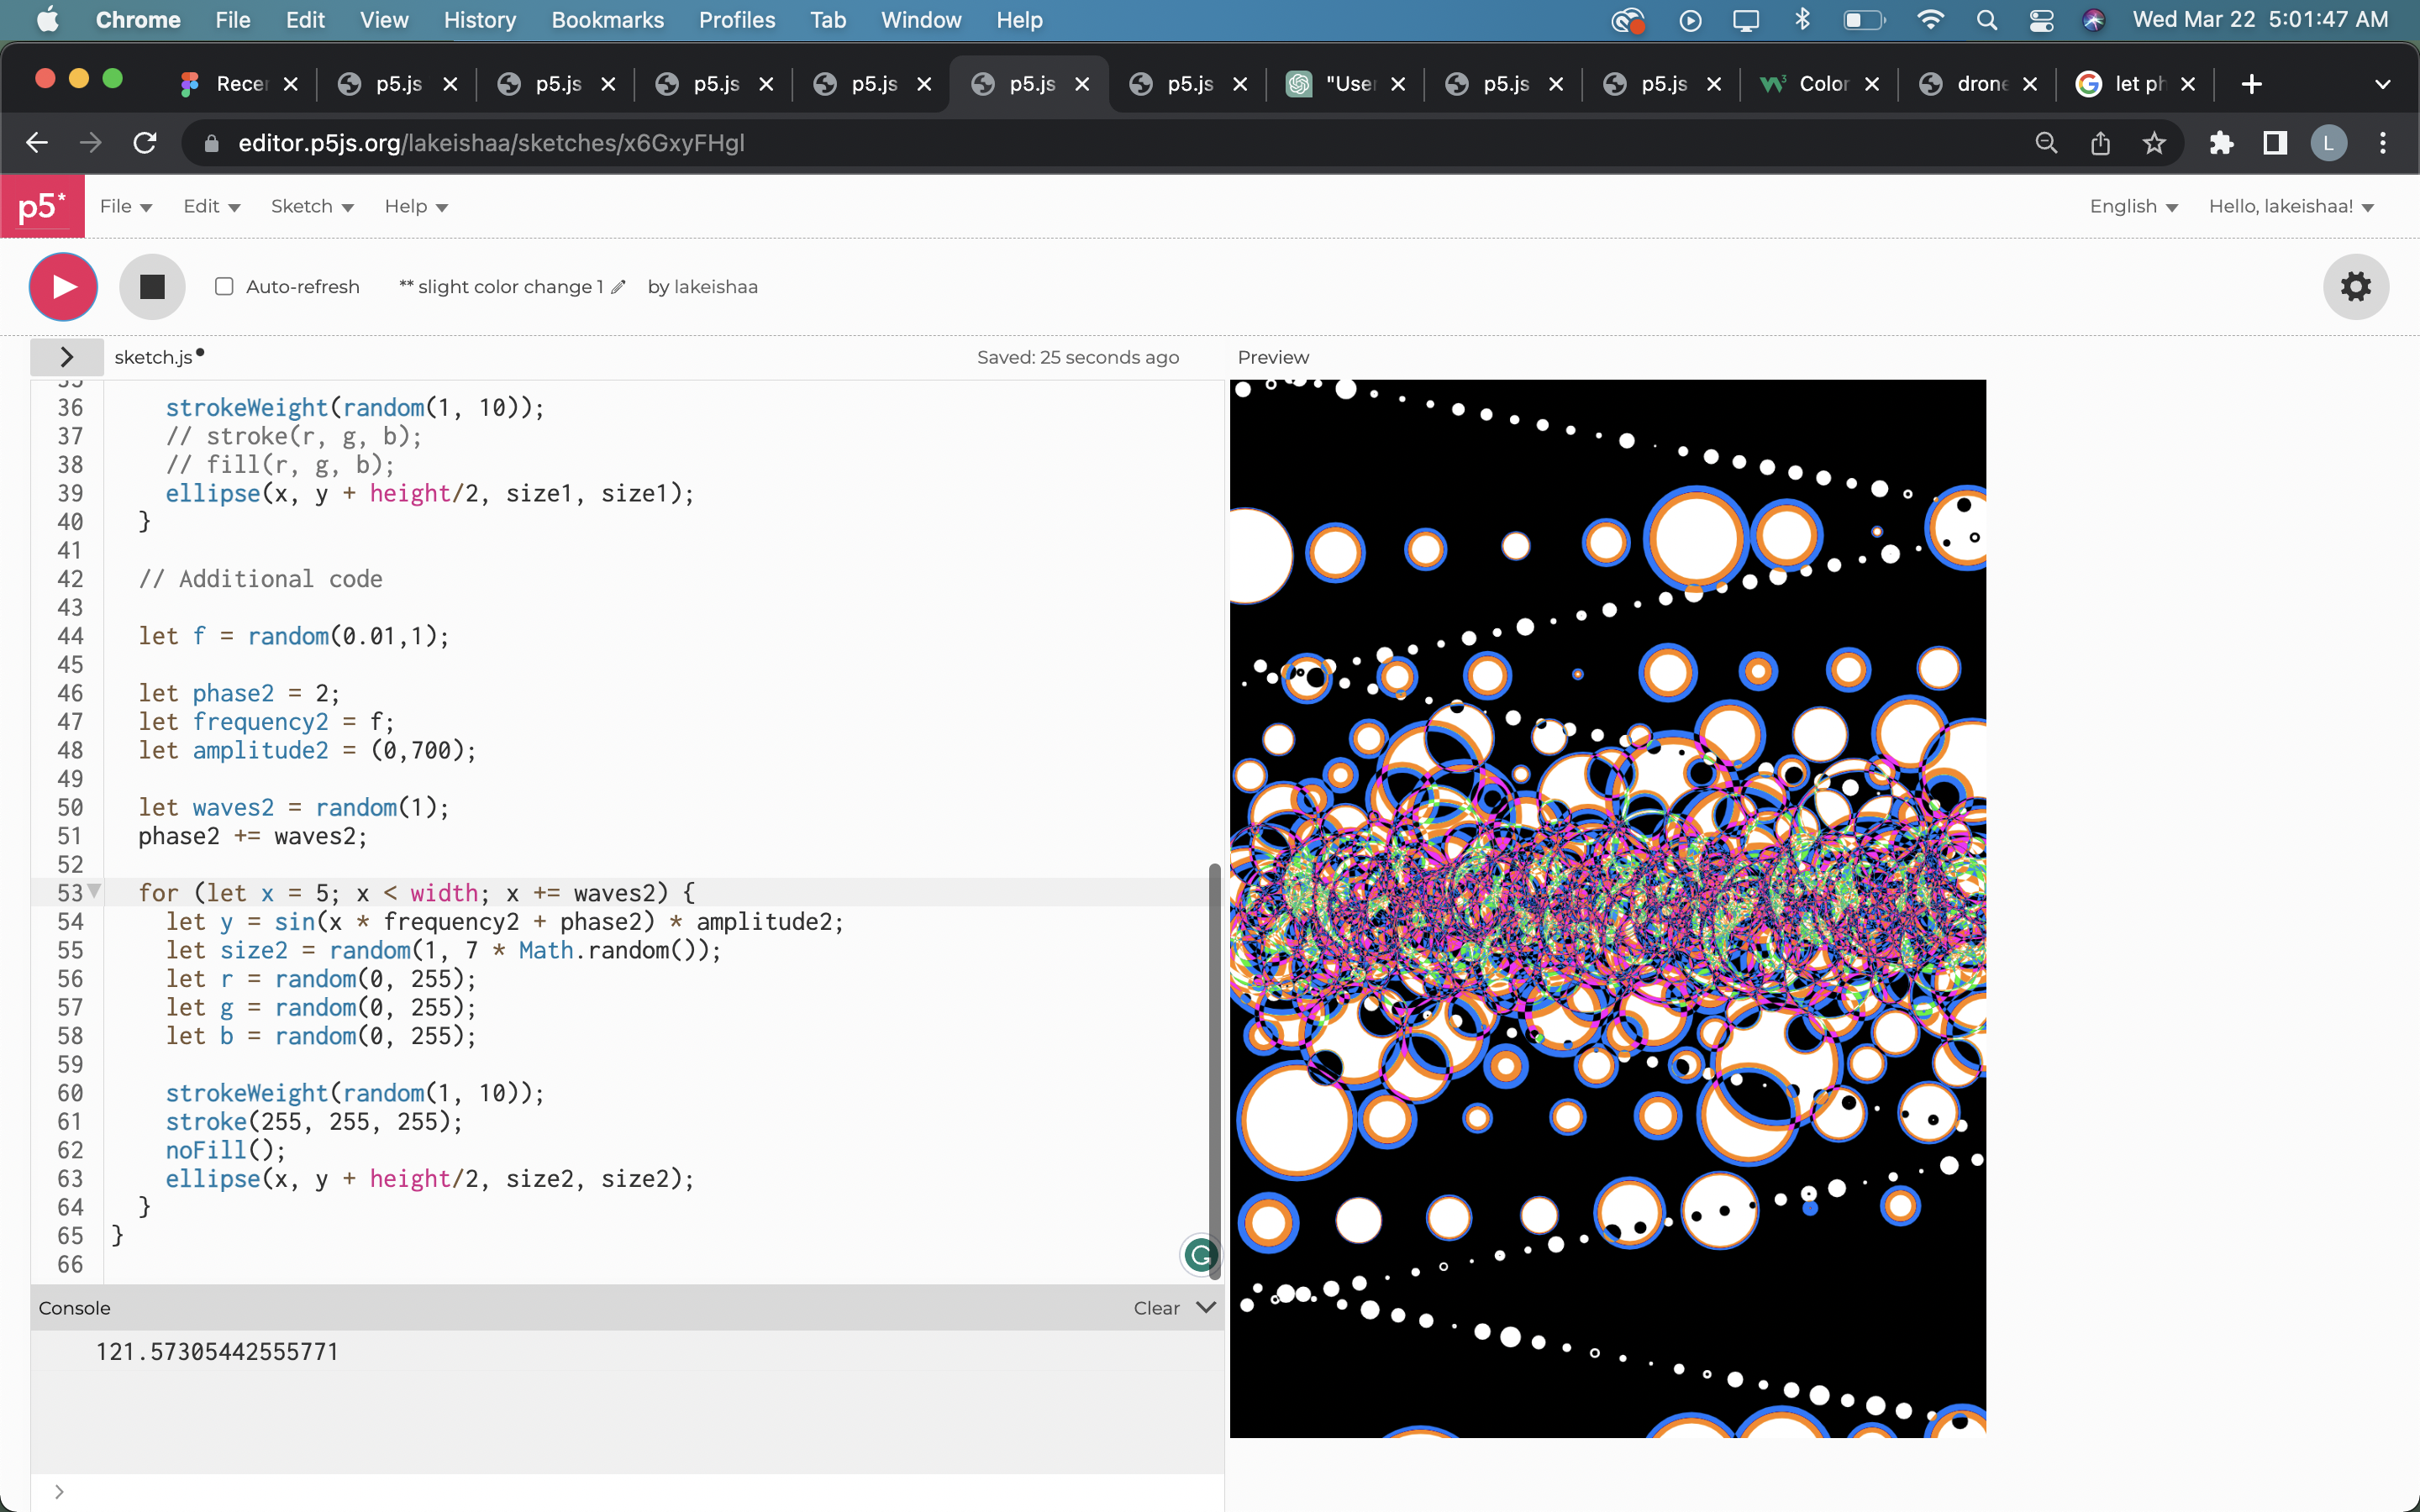 Chrome File Edit View History Bookmarks Profiles Tab Window Help Wed Mar 22 5:01:47 AM
Recer p5.js p5.js p5.js p5.js p5.js p5.js "User p5.js p5.js Color drone let ph
editor.p5js.org/lakeishaa/sketches/x6GxyFHgl L
p5* File Edit Sketch Help English Hello, lakeishaa!
Auto-refresh ** slight color change 1 by lakeishaa
sketch.js Saved: 25 seconds ago Preview
35
36 strokeWeight(random(1, 10));
37 // stroke(r, g, b);
38 // fill(r, g, b);
39 ellipse(x, y + height/2, size1, size1);
40 }
41
42 // Additional code
43
44 let f = random(0.01,1);
45
46 let phase2 = 2;
47 let frequency2 = f;
48 let amplitude2 = (0,700);
49
50 let waves2 = random(1);
51 phase2 += waves2;
52
53 for (let x = 5; x < width; x += waves2) {
54 let y = sin(x * frequency2 + phase2) * amplitude2;
55 let size2 = random(1, 7 * Math.random());
56 let r = random(0, 255);
57 let g = random(0, 255);
58 let b = random(0, 255);
59
60 strokeWeight(random(1, 10));
61 stroke(255, 255, 255);
62 noFill();
63 ellipse(x, y + height/2, size2, size2);
64 }
65 }
66
Console Clear
121.57305442555771
>